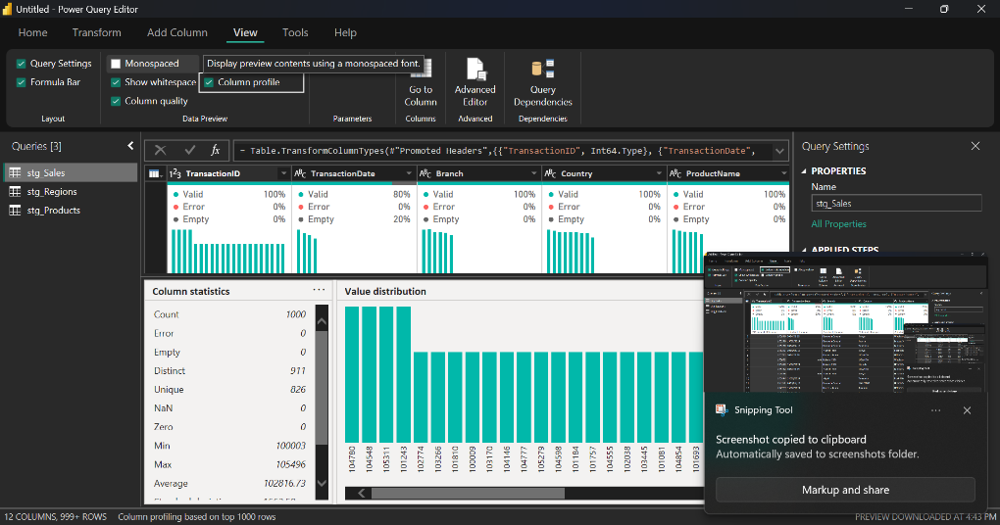 Untitled - Power Query Editor
Home Transform Add Column View Tools Help
Query Settings
Formula Bar
Layout
Monospaced
Display preview contents using a monospaced font.
Show whitespace
Column profile
Column quality
Data Preview
Parameters
Go to
Column
Columns
Advanced
Editor
Advanced
Query
Dependencies
Dependencies
Queries [3]
stg_Sales
stg_Regions
stg_Products
fx
= Table.TransformColumnTypes(#"Promoted Headers",{{"TransactionID", Int64.Type}, {"TransactionDate",
123 TransactionID
ABC TransactionDate
ABC Branch
ABC Country
ABC ProductName
Valid 100%
Error 0%
Empty 0%
Valid 80%
Error 0%
Empty 20%
Valid 100%
Error 0%
Empty 0%
Valid 100%
Error 0%
Empty 0%
Valid 100%
Error 0%
Empty 0%
Column statistics
Count 1000
Error 0
Empty 0
Distinct 911
Unique 826
NaN 0
Zero 0
Min 100003
Max 105496
Average 102816.73
Value distribution
104780
104548
105311
101243
102774
103266
101810
100009
103170
104146
104777
105279
104598
101184
101757
104555
102038
103445
101081
104854
101693
Query Settings
PROPERTIES
Name
stg_Sales
All Properties
APPLIED STEPS
Snipping Tool
Screenshot copied to clipboard
Automatically saved to screenshots folder.
Markup and share
12 COLUMNS, 999+ ROWS Column profiling based on top 1000 rows
PREVIEW DOWNLOADED AT 4:43 PM